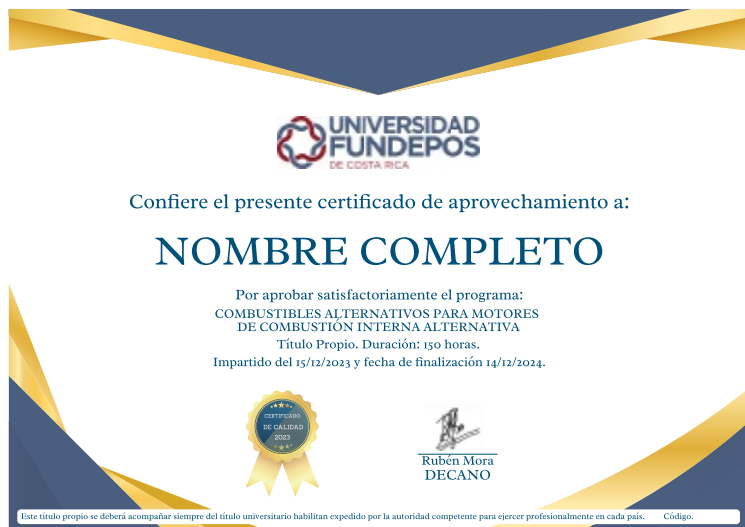 UNIVERSIDAD
FUNDEPOS
DE COSTA RICA
Confiere el presente certificado de aprovechamiento a:
NOMBRE COMPLETO
Por aprobar satisfactoriamente el programa:
COMBUSTIBLES ALTERNATIVOS PARA MOTORES
DE COMBUSTIÓN INTERNA ALTERNATIVA
Título Propio. Duración: 150 horas.
Impartido del 15/12/2023 y fecha de finalización 14/12/2024.
CERTIFICADO
DE CALIDAD
2023
Rubén Mora
DECANO
Este título propio se deberá acompañar siempre del título universitario habilitan expedido por la autoridad competente para ejercer profesionalmente en cada país. Código.